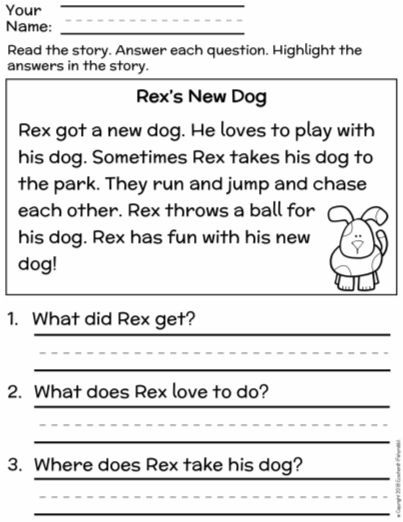 Your
Name:
Read the story. Answer each question. Highlight the
answers in the story.
Rex's New Dog
Rex got a new dog. He loves to play with
his dog. Sometimes Rex takes his dog to
the park. They run and jump and chase
each other. Rex throws a ball for
his dog. Rex has fun with his new
dog!
1. What did Rex get?
2. What does Rex love to do?
3. Where does Rex take his dog?